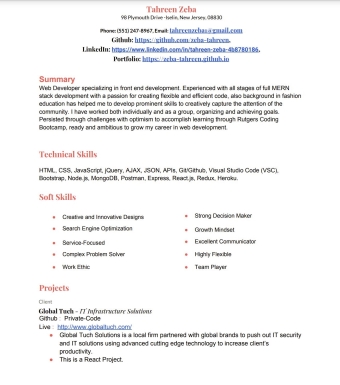 Tahreen Zeba
98 Plymouth Drive -Iselin, New Jersey, 08830
Phone: (551) 247-8967, Email: tahreenzeba@gmail.com
Github: https://github.com/zeba-tahreen,
LinkedIn: https://www.linkedin.com/in/tahreen-zeba-4b8780186,
Portfolio: https://zeba-tahreen.github.io
Summary
Web Developer specializing in front end development. Experienced with all stages of full MERN
stack development with a passion for creating flexible and efficient code, also background in fashion
education has helped me to develop prominent skills to creatively capture the attention of the
community. I have worked both individually and as a group, organizing and achieving goals.
Persisted through challenges with optimism to accomplish learning through Rutgers Coding
Bootcamp, ready and ambitious to grow my career in web development.
Technical Skills
HTML, CSS, JavaScript, jQuery, AJAX, JSON, APIs, Git/Github, Visual Studio Code (VSC),
Bootstrap, Node.js, MongoDB, Postman, Express, React.js, Redux, Heroku.
Soft Skills
Creative and Innovative Designs
Search Engine Optimization
Service-Focused
Complex Problem Solver
Work Ethic
Strong Decision Maker
Growth Mindset
Excellent Communicator
Highly Flexible
Team Player
Projects
Client
Global Tuch - IT Infrastructure Solutions
Github : Private-Code
Live : http://www.globaltuch.com/
Global Tuch Solutions is a local firm partnered with global brands to push out IT security
and IT solutions using advanced cutting edge technology to increase client's
productivity.
This is a React Project.